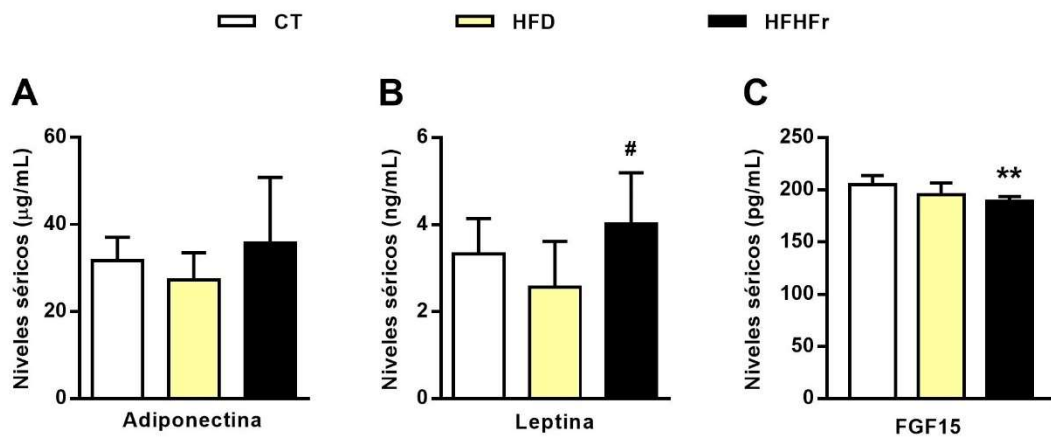 CT HFD HFHFr
A B C
Niveles séricos (µg/mL)
60
40
20
0
Adiponectina
Niveles séricos (ng/mL)
6
4
2
0
#
Leptina
Niveles séricos (pg/mL)
250
200
150
100
50
0
**
FGF15